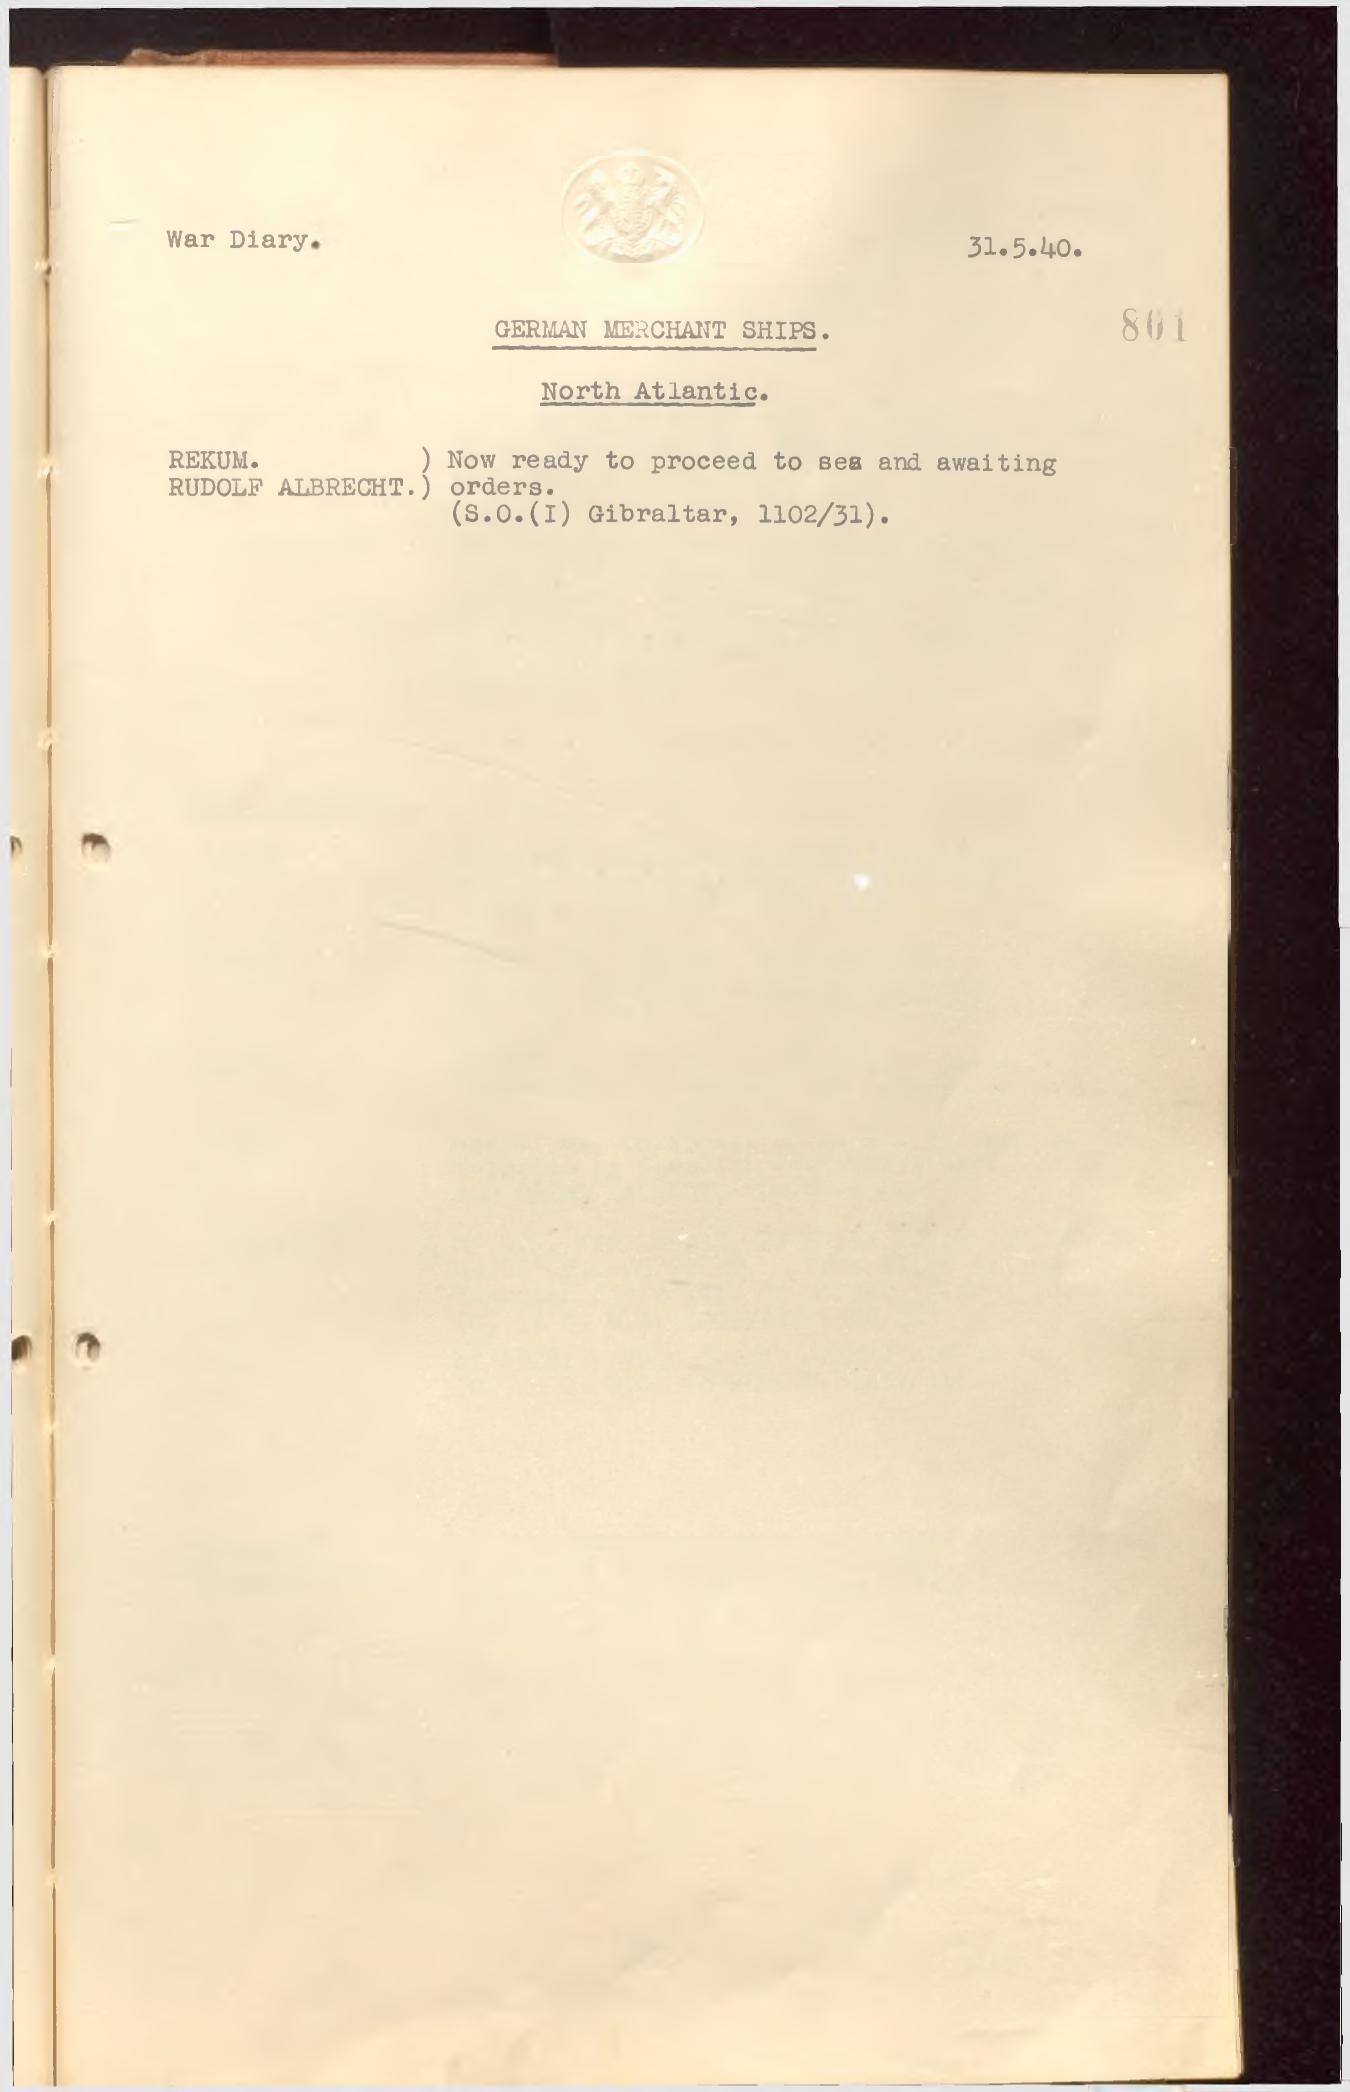 War Diary.
31.5.40.
801
GERMAN MERCHANT SHIPS.
North Atlantic.
REKUM. ) Now ready to proceed to sea and awaiting
RUDOLF ALBRECHT.) orders.
(S.O.(I) Gibraltar, 1102/31).